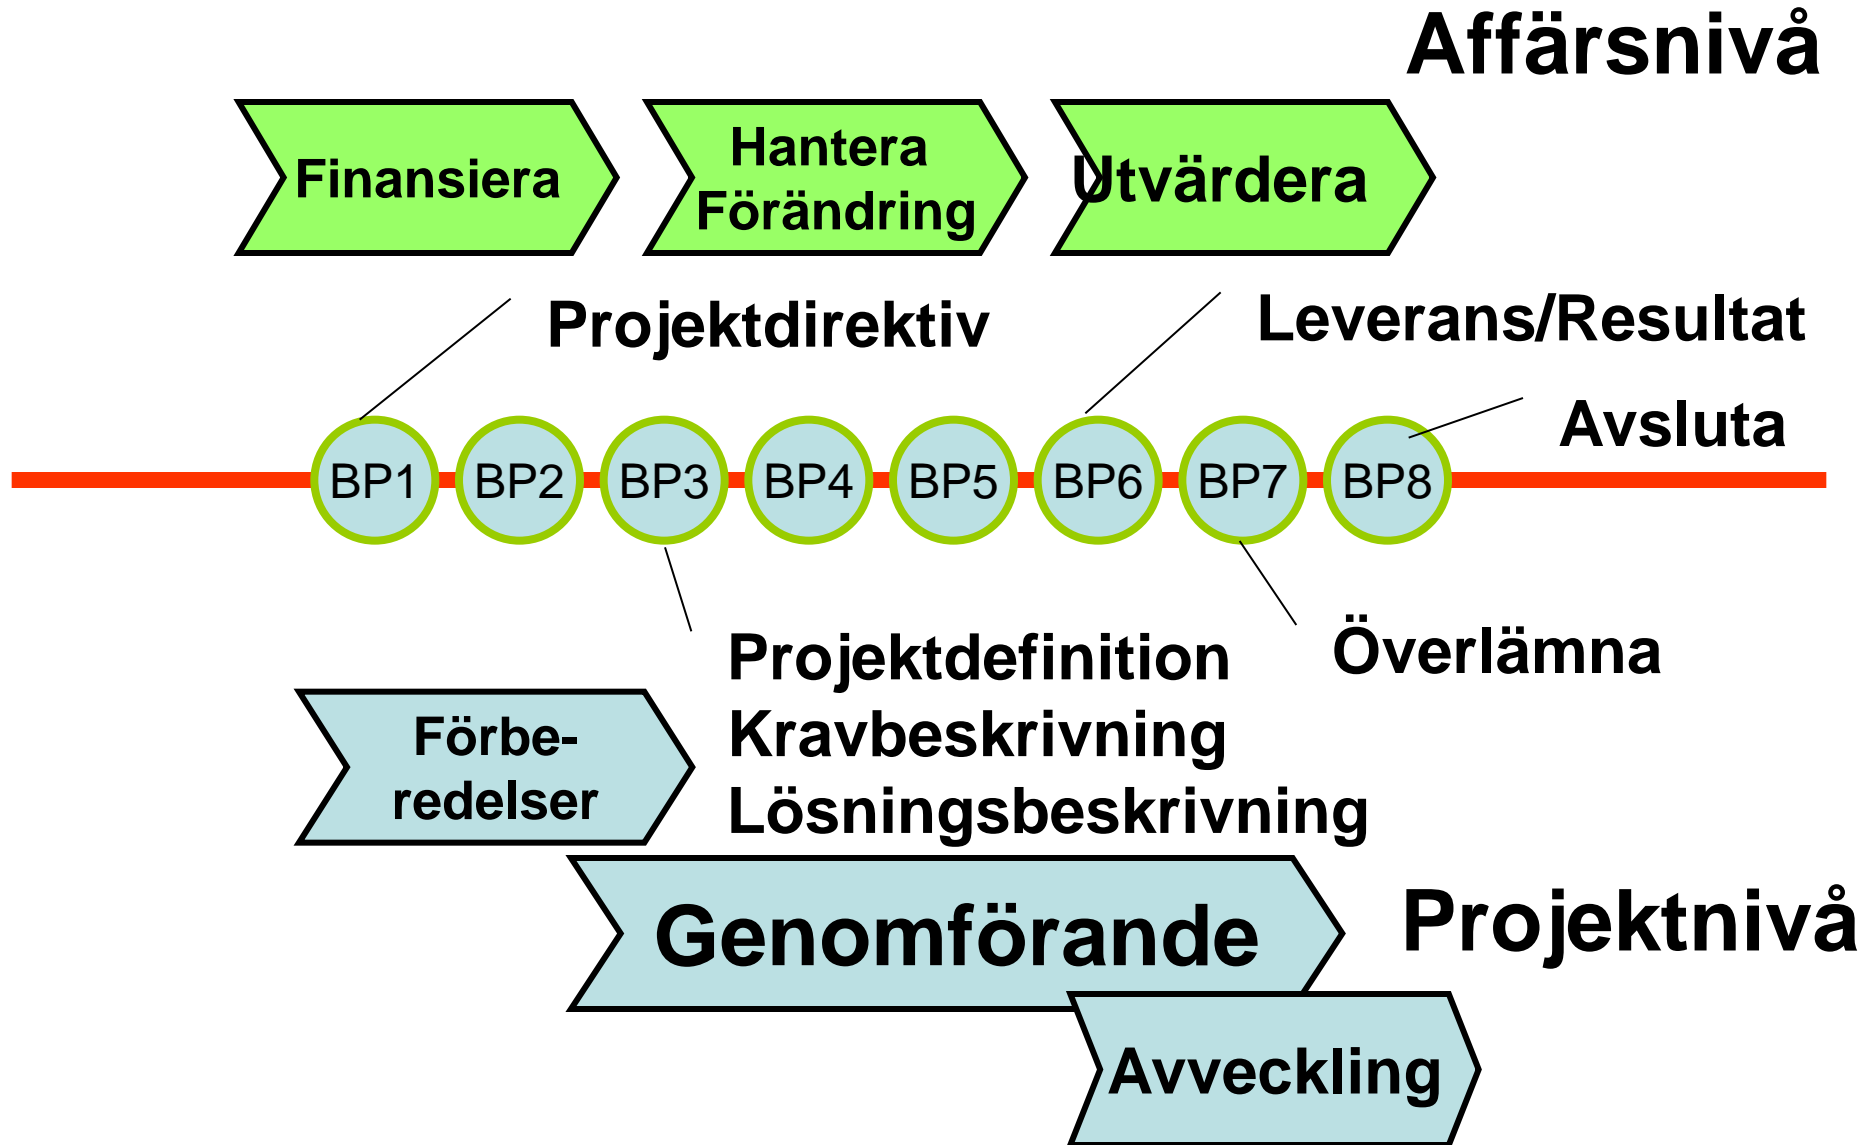 Affärsnivå
Finansiera
Hantera
Förändring
Utvärdera
Projektdirektiv
Leverans/Resultat
Avsluta
BP1 BP2 BP3 BP4 BP5 BP6 BP7 BP8
Överlämna
Projektdefinition
Kravbeskrivning
Lösningsbeskrivning
Förbe-
redelser
Genomförande
Projektnivå
Avveckling